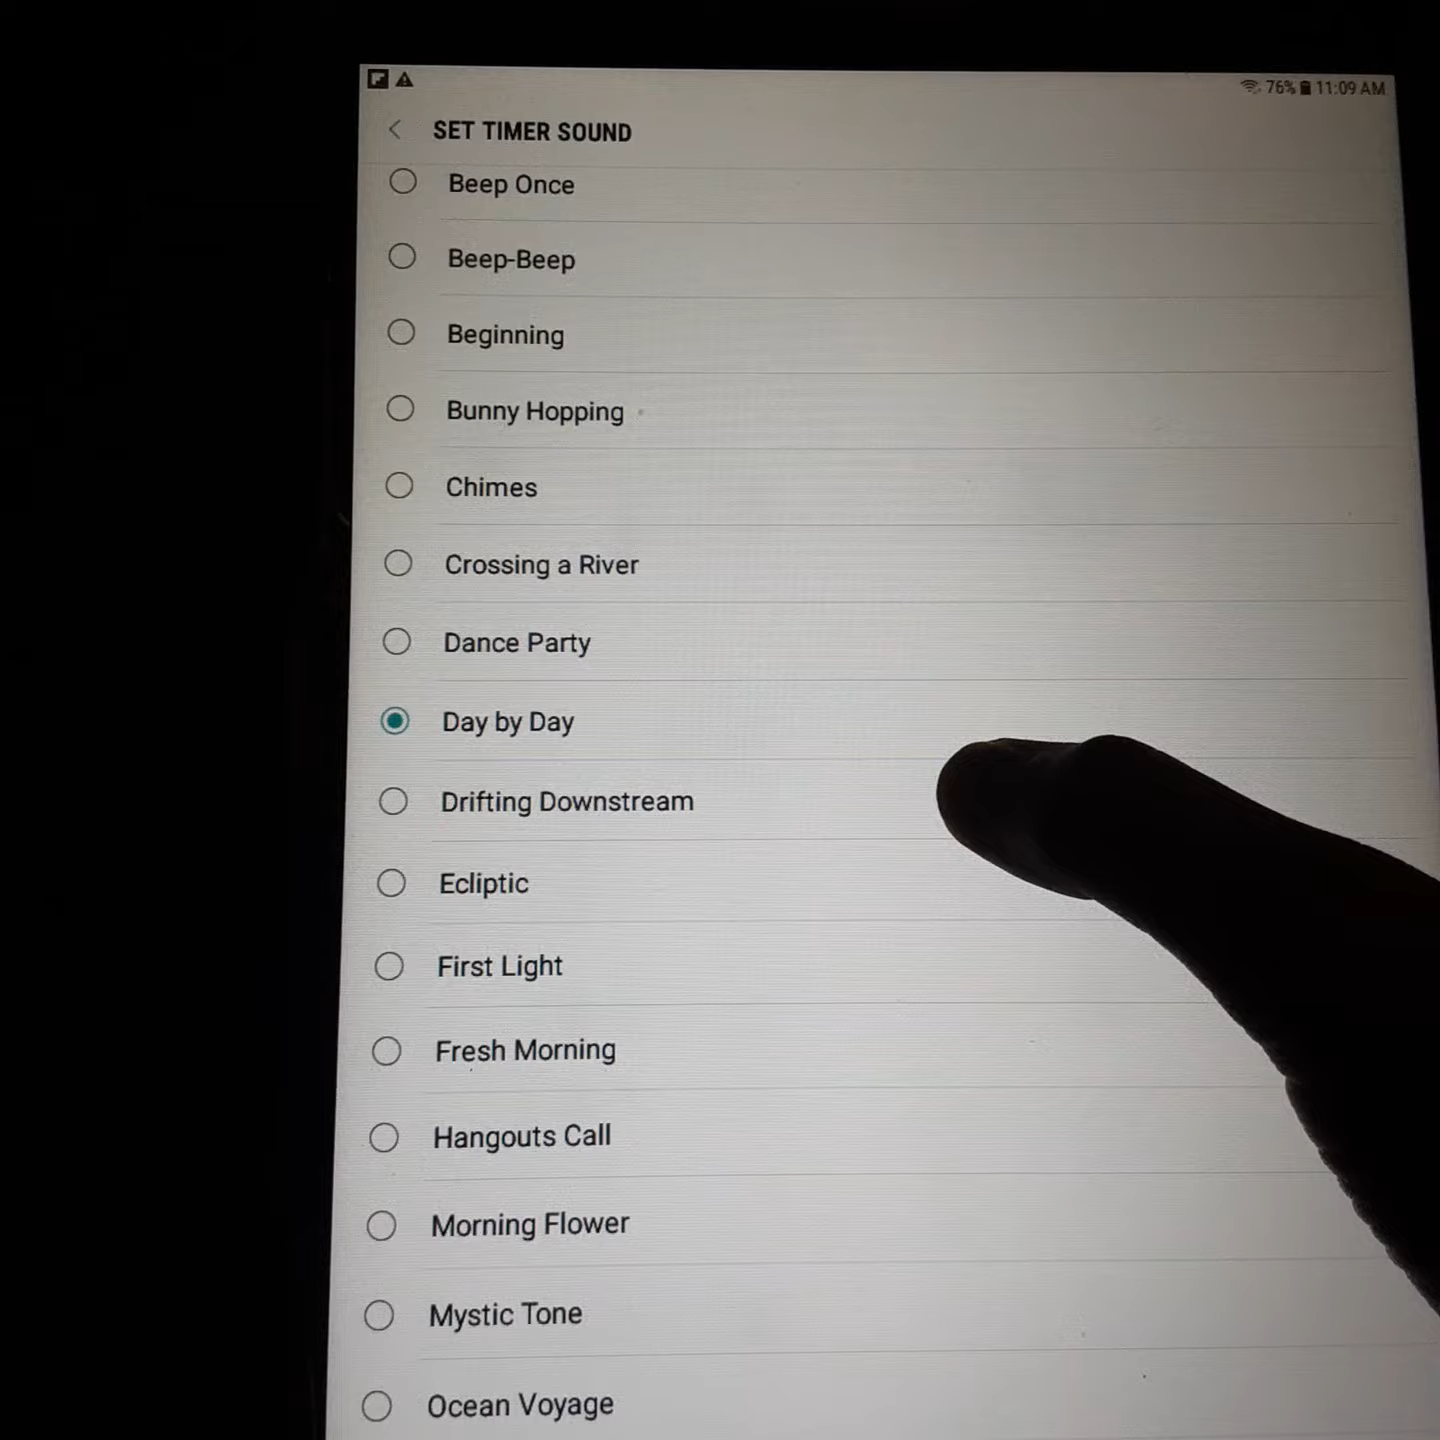 76% 11:09 AM
SET TIMER SOUND
Beep Once
Beep-Beep
Beginning
Bunny Hopping
Chimes
Crossing a River
Dance Party
Day by Day
Drifting Downstream
Ecliptic
First Light
Fresh Morning
Hangouts Call
Morning Flower
Mystic Tone
Ocean Voyage